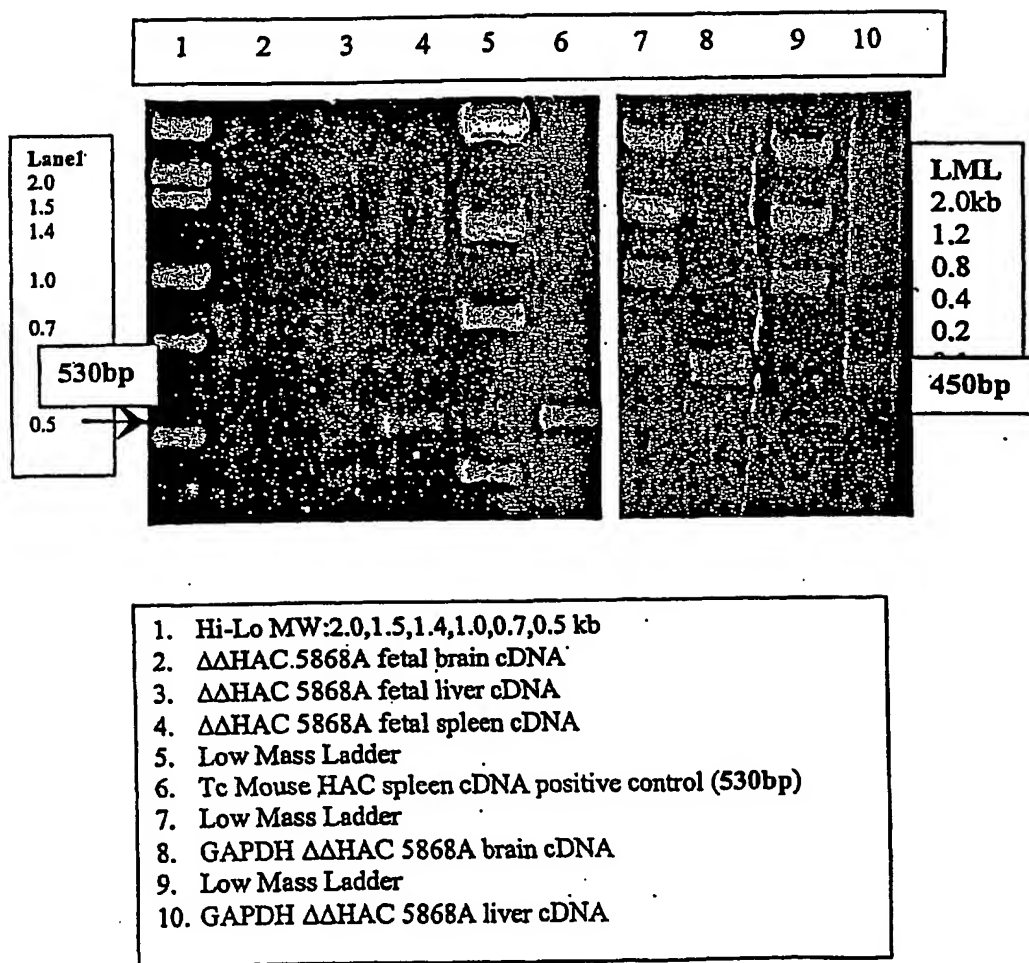 1 2 3 4 5 6 7 8 9 10
Lane1
2.0
1.5
1.4
1.0
0.7
530bp
0.5
LML
2.0kb
1.2
0.8
0.4
0.2
450bp
1. Hi-Lo MW:2.0,1.5,1.4,1.0,0.7,0.5 kb
2. ΔΔHAC.5868A fetal brain cDNA
3. ΔΔHAC 5868A fetal liver cDNA
4. ΔΔHAC 5868A fetal spleen cDNA
5. Low Mass Ladder
6. Tc Mouse HAC spleen cDNA positive control (530bp)
7. Low Mass Ladder
8. GAPDH ΔΔHAC 5868A brain cDNA
9. Low Mass Ladder
10. GAPDH ΔΔHAC 5868A liver cDNA